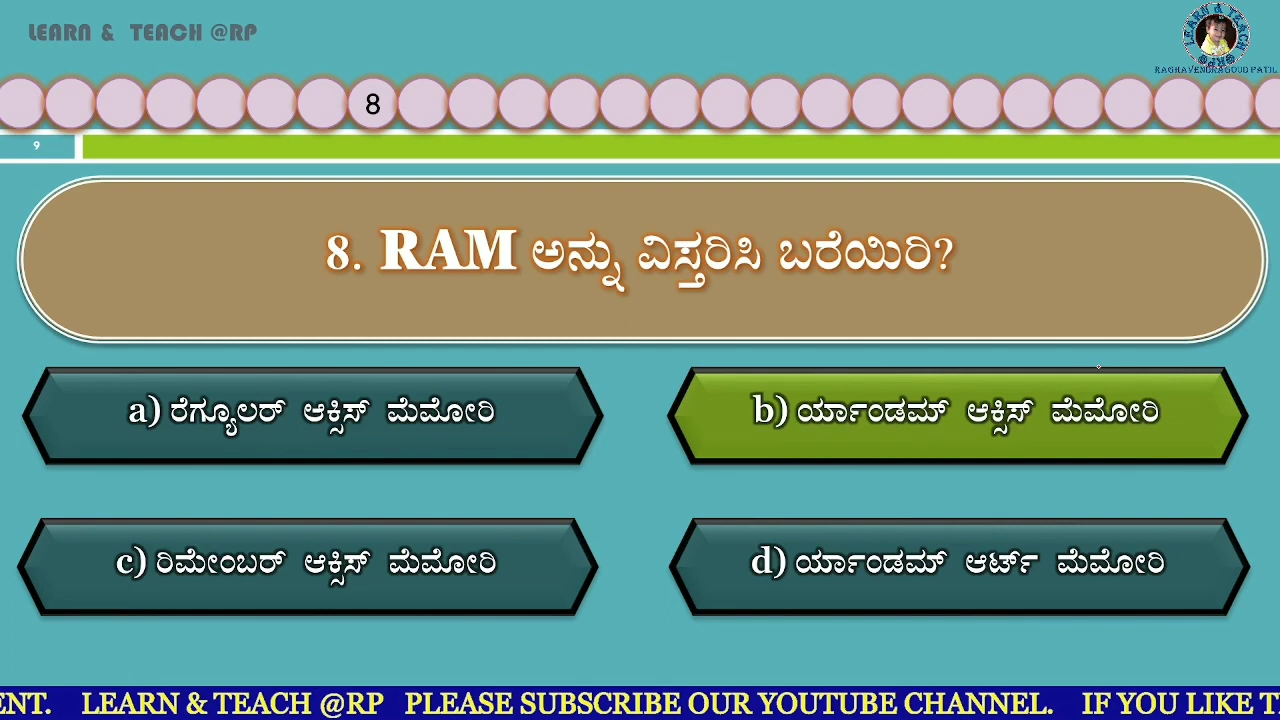 LEARN & TEACH @RP
LEARN & TEACH @RP
RAGHAVENDRAGOUD PATIL
8
9
8. RAM ಅನ್ನು ವಿಸ್ತರಿಸಿ ಬರೆಯಿರಿ?
a) ರೆಗ್ಯೂಲರ್ ಆಕ್ಸಿಸ್ ಮೆಮೋರಿ
b) ರ್ಯಾಂಡಮ್ ಆಕ್ಸಿಸ್ ಮೆಮೋರಿ
c) ರಿಮೇಂಬರ್ ಆಕ್ಸಿಸ್ ಮೆಮೋರಿ
d) ರ್ಯಾಂಡಮ್ ಆರ್ಟ್ ಮೆಮೋರಿ
ENT. LEARN & TEACH @RP PLEASE SUBSCRIBE OUR YOUTUBE CHANNEL. IF YOU LIKE T